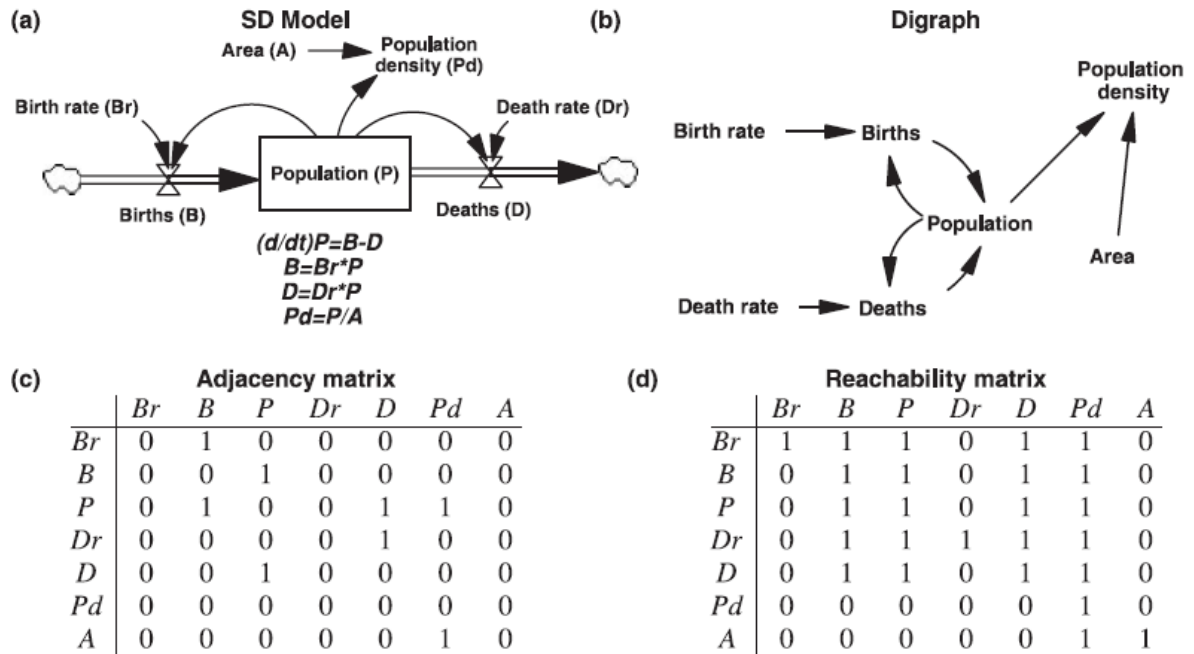 (a) SD Model
Area (A)
Population
density (Pd)
Birth rate (Br)
Death rate (Dr)
Population (P)
Births (B)
Deaths (D)
(d/dt)P=B-D
B=Br*P
D=Dr*P
Pd=P/A
(b) Digraph
Population
density
Birth rate
Births
Population
Area
Death rate
Deaths
(c) Adjacency matrix
Br B P Dr D Pd A
Br 0 1 0 0 0 0 0
B 0 0 1 0 0 0 0
P 0 1 0 0 1 1 0
Dr 0 0 0 0 1 0 0
D 0 0 1 0 0 0 0
Pd 0 0 0 0 0 0 0
A 0 0 0 0 0 1 0
(d) Reachability matrix
Br B P Dr D Pd A
Br 1 1 1 0 1 1 0
B 0 1 1 0 1 1 0
P 0 1 1 0 1 1 0
Dr 0 1 1 1 1 1 0
D 0 1 1 0 1 1 0
Pd 0 0 0 0 0 1 0
A 0 0 0 0 0 1 1